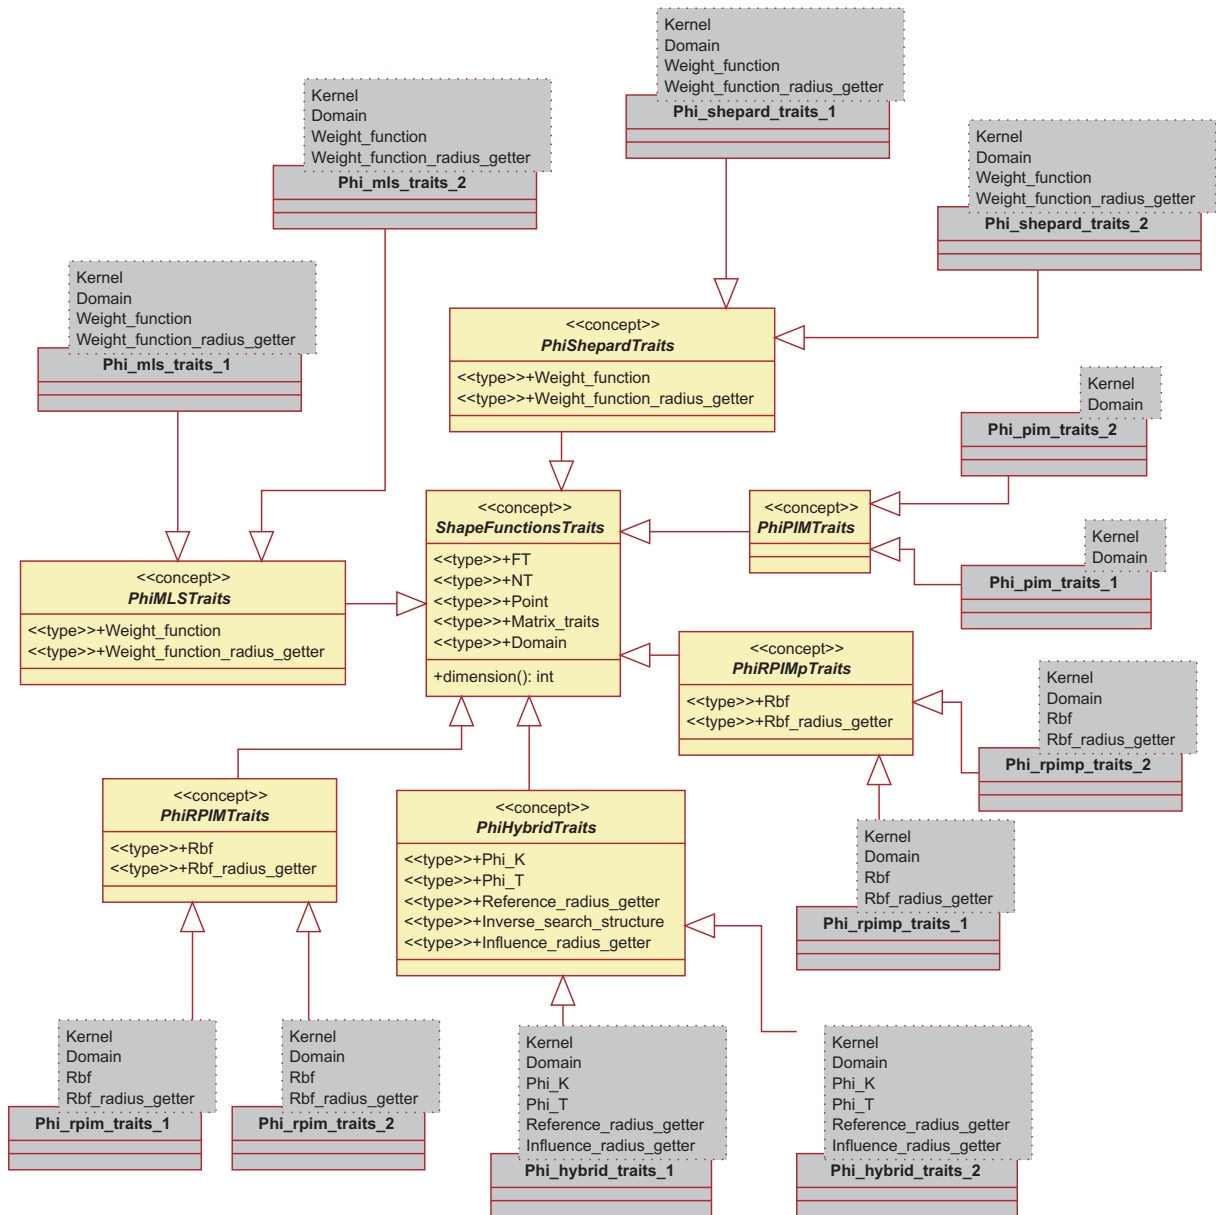 Kernel
Domain
Weight_function
Weight_function_radius_getter
Phi_shepard_traits_1
Kernel
Domain
Weight_function
Weight_function_radius_getter
Phi_mls_traits_2
Kernel
Domain
Weight_function
Weight_function_radius_getter
Phi_shepard_traits_2
Kernel
Domain
Weight_function
Weight_function_radius_getter
Phi_mls_traits_1
<<concept>>
PhiShepardTraits
<<type>>+Weight_function
<<type>>+Weight_function_radius_getter
Kernel
Domain
Phi_pim_traits_2
<<concept>>
ShapeFunctionsTraits
<<type>>+FT
<<type>>+NT
<<type>>+Point
<<type>>+Matrix_traits
<<type>>+Domain
+dimension(): int
<<concept>>
PhiPIMTraits
Kernel
Domain
Phi_pim_traits_1
<<concept>>
PhiMLSTraits
<<type>>+Weight_function
<<type>>+Weight_function_radius_getter
<<concept>>
PhiRPIMpTraits
<<type>>+Rbf
<<type>>+Rbf_radius_getter
Kernel
Domain
Rbf
Rbf_radius_getter
Phi_rpimp_traits_2
<<concept>>
PhiRPIMTraits
<<type>>+Rbf
<<type>>+Rbf_radius_getter
<<concept>>
PhiHybridTraits
<<type>>+Phi_K
<<type>>+Phi_T
<<type>>+Reference_radius_getter
<<type>>+Inverse_search_structure
<<type>>+Influence_radius_getter
Kernel
Domain
Rbf
Rbf_radius_getter
Phi_rpimp_traits_1
Kernel
Domain
Rbf
Rbf_radius_getter
Phi_rpim_traits_1
Kernel
Domain
Rbf
Rbf_radius_getter
Phi_rpim_traits_2
Kernel
Domain
Phi_K
Phi_T
Reference_radius_getter
Influence_radius_getter
Phi_hybrid_traits_1
Kernel
Domain
Phi_K
Phi_T
Reference_radius_getter
Influence_radius_getter
Phi_hybrid_traits_2